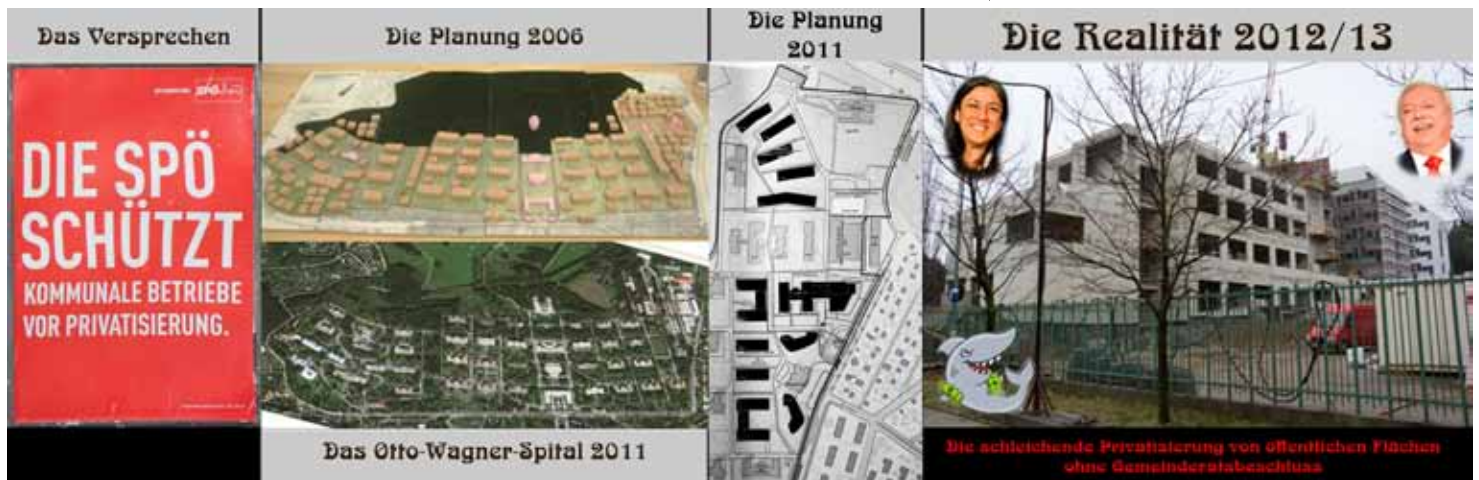 Das Versprechen
SPÖ
DIE SPÖ
SCHÜTZT
KOMMUNALE BETRIEBE
VOR PRIVATISIERUNG.
Die Planung 2006
Das Otto-Wagner-Spital 2011
Die Planung
2011
Die Realität 2012/13
Die schleichende Privatisierung von öffentlichen Flächen
ohne Gemeinderatsbeschluss